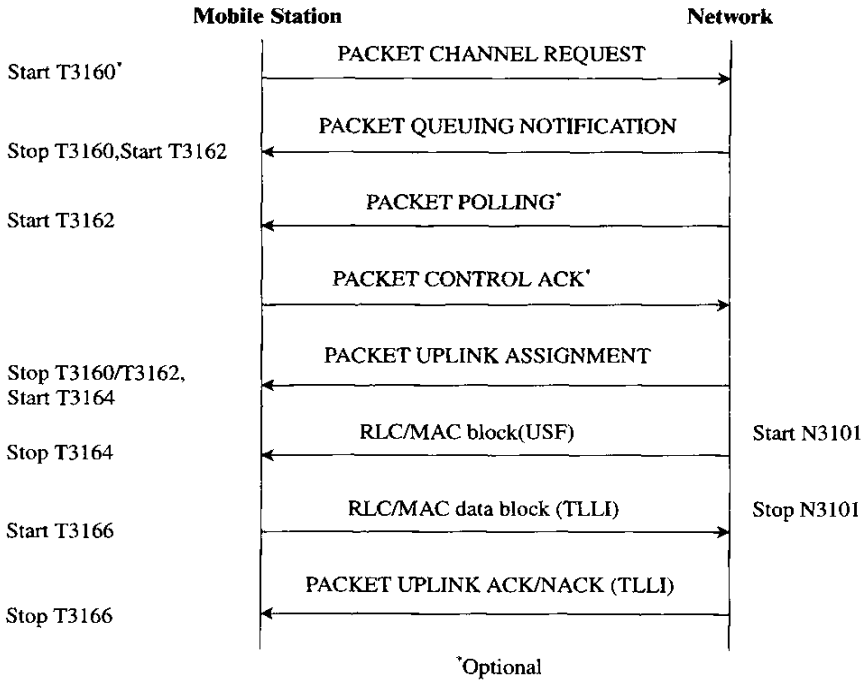 Mobile Station Network
PACKET CHANNEL REQUEST
Start T3160*
PACKET QUEUING NOTIFICATION
Stop T3160,Start T3162
PACKET POLLING*
Start T3162
PACKET CONTROL ACK*
PACKET UPLINK ASSIGNMENT
Stop T3160/T3162,
Start T3164
RLC/MAC block(USF) Start N3101
Stop T3164
RLC/MAC data block (TLLI) Stop N3101
Start T3166
PACKET UPLINK ACK/NACK (TLLI)
Stop T3166
*Optional